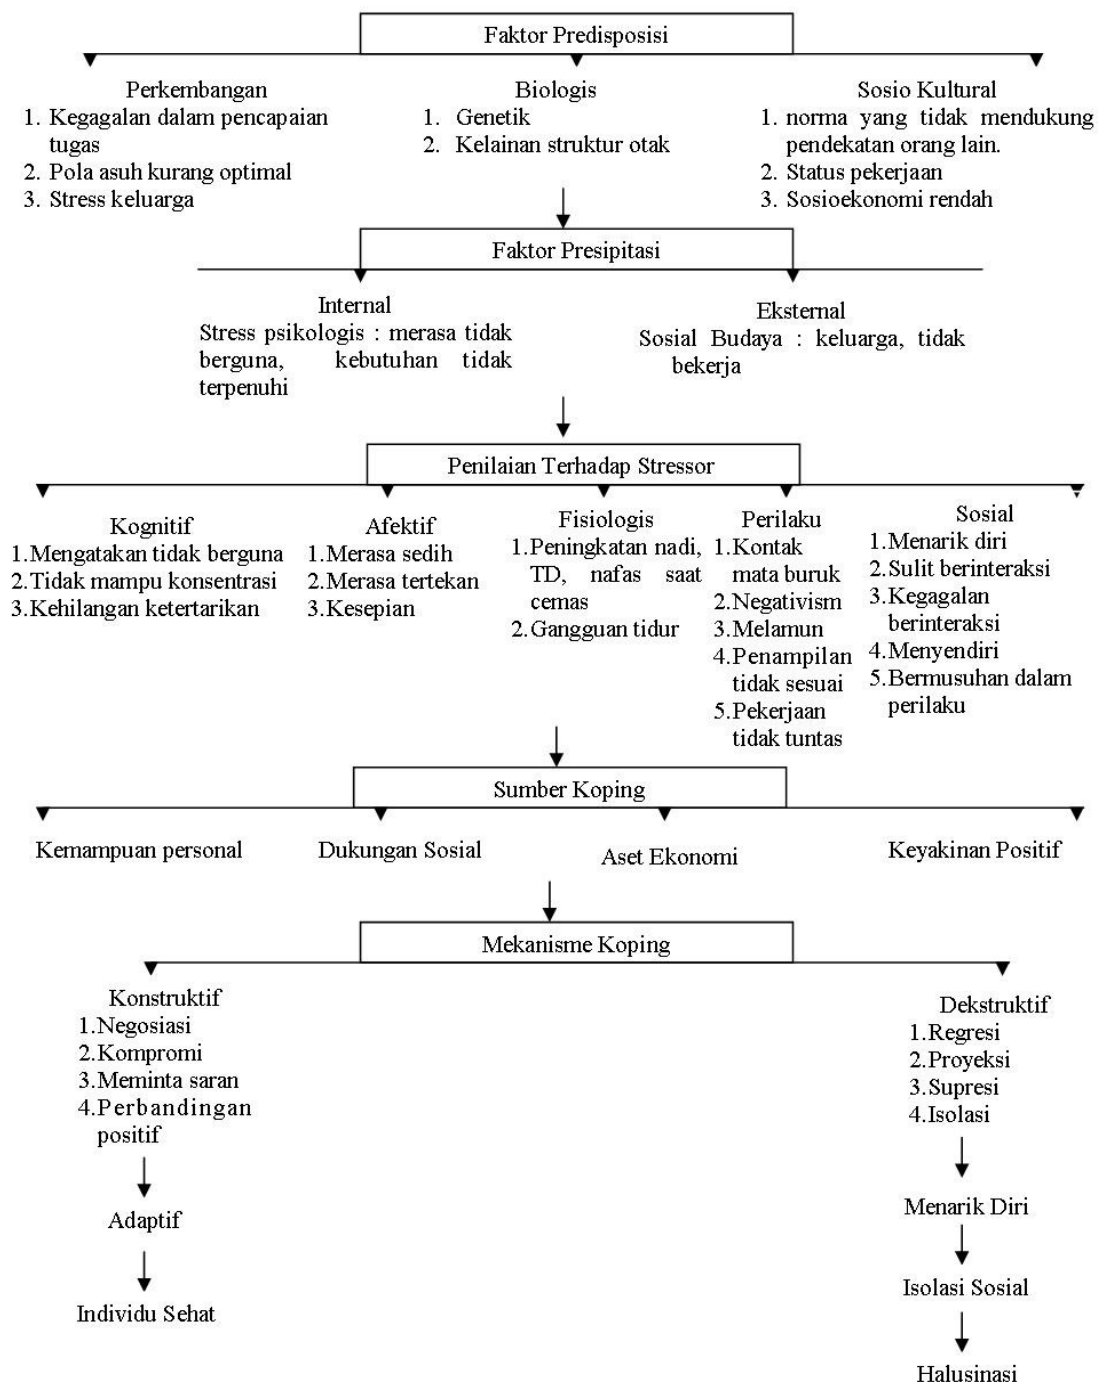 Faktor Predisposisi
Perkembangan
1. Kegagalan dalam pencapaian
tugas
2. Pola asuh kurang optimal
3. Stress keluarga
Biologis
1. Genetik
2. Kelainan struktur otak
Sosio Kultural
1. norma yang tidak mendukung
pendekatan orang lain.
2. Status pekerjaan
3. Sosioekonomi rendah
Faktor Presipitasi
Internal
Stress psikologis : merasa tidak
berguna, kebutuhan tidak
terpenuhi
Eksternal
Sosial Budaya : keluarga, tidak
bekerja
Penilaian Terhadap Stressor
Kognitif
1.Mengatakan tidak berguna
2.Tidak mampu konsentrasi
3.Kehilangan ketertarikan
Afektif
1.Merasa sedih
2.Merasa tertekan
3.Kesepian
Fisiologis
1.Peningkatan nadi,
TD, nafas saat
cemas
2.Gangguan tidur
Perilaku
1.Kontak
mata buruk
2.Negativism
3.Melamun
4.Penampilan
tidak sesuai
5.Pekerjaan
tidak tuntas
Sosial
1.Menarik diri
2.Sulit berinteraksi
3.Kegagalan
berinteraksi
4.Menyendiri
5.Bermusuhan dalam
perilaku
Sumber Koping
Kemampuan personal
Dukungan Sosial
Aset Ekonomi
Keyakinan Positif
Mekanisme Koping
Konstruktif
1.Negosiasi
2.Kompromi
3.Meminta saran
4.Perbandingan
positif
Adaptif
Individu Sehat
Dekstruktif
1.Regresi
2.Proyeksi
3.Supresi
4.Isolasi
Menarik Diri
Isolasi Sosial
Halusinasi